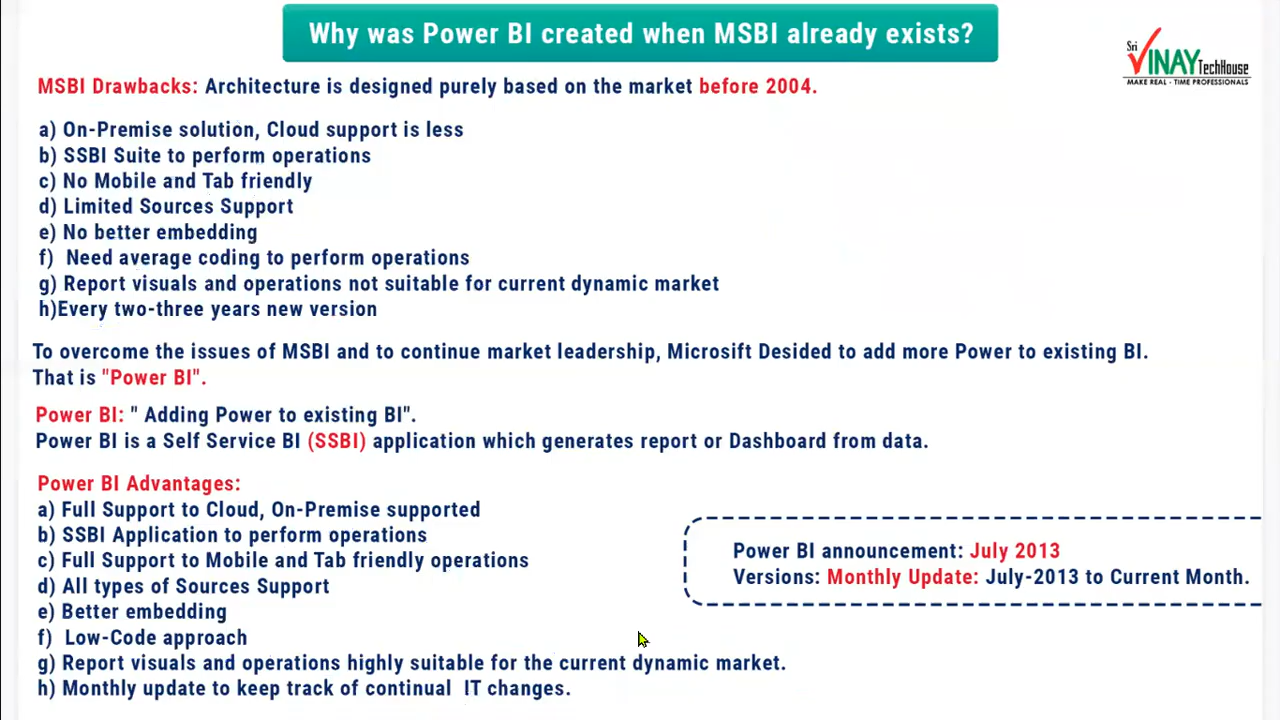 Why was Power BI created when MSBI already exists?
Sri
VINAY TechHouse
MAKE REAL - TIME PROFESSIONALS
MSBI Drawbacks: Architecture is designed purely based on the market before 2004.
a) On-Premise solution, Cloud support is less
b) SSBI Suite to perform operations
c) No Mobile and Tab friendly
d) Limited Sources Support
e) No better embedding
f) Need average coding to perform operations
g) Report visuals and operations not suitable for current dynamic market
h)Every two-three years new version
To overcome the issues of MSBI and to continue market leadership, Microsift Desided to add more Power to existing BI.
That is "Power BI".
Power BI: " Adding Power to existing BI".
Power BI is a Self Service BI (SSBI) application which generates report or Dashboard from data.
Power BI Advantages:
a) Full Support to Cloud, On-Premise supported
b) SSBI Application to perform operations
c) Full Support to Mobile and Tab friendly operations
d) All types of Sources Support
e) Better embedding
f) Low-Code approach
g) Report visuals and operations highly suitable for the current dynamic market.
h) Monthly update to keep track of continual IT changes.
Power BI announcement: July 2013
Versions: Monthly Update: July-2013 to Current Month.